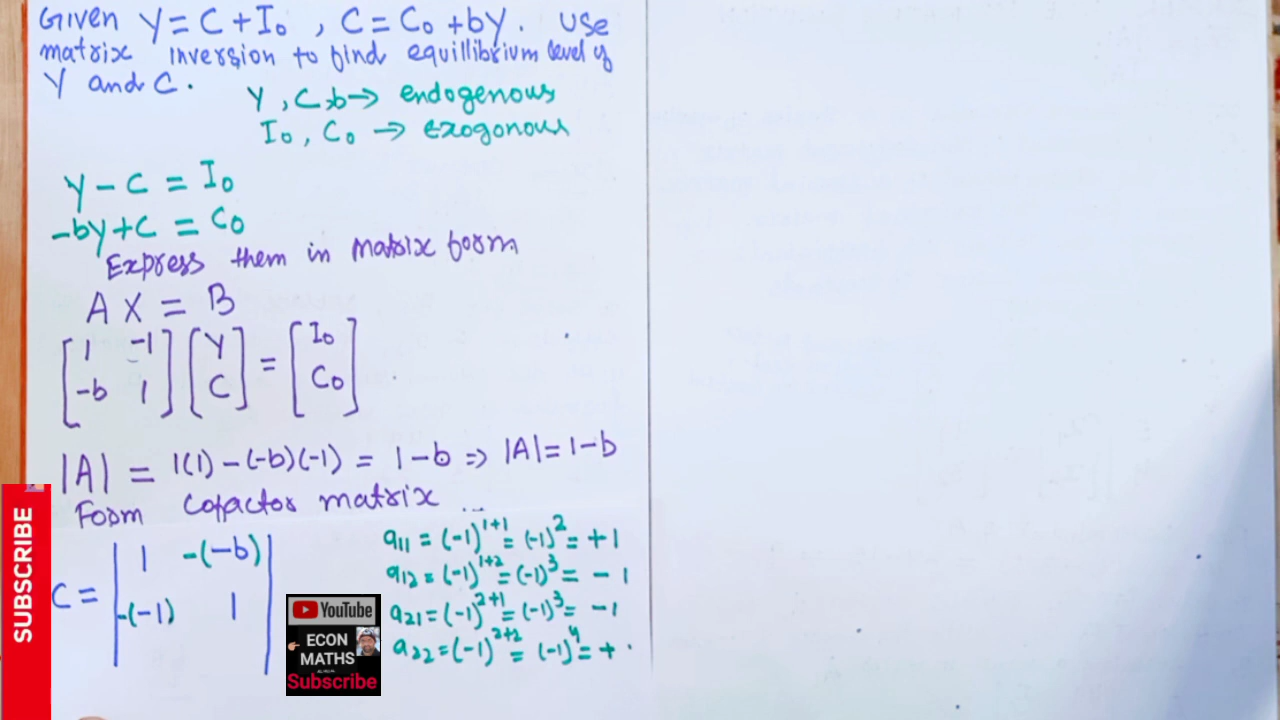 Given Y = C + I₀ , C = C₀ + bY. Use
matrix inversion to find equillibrium level of
Y and C.
Y , C, b → endogenous
I₀ , C₀ → exogonous
Y - C = I₀
-bY + C = C₀
Express them in matrix form
A X = B
[1 -1] [Y] = [I₀]
[-b 1] [C] [C₀]
|A| = 1(1) - (-b)(-1) = 1-b ⇒ |A| = 1-b
Form Cofactor matrix ...
C = | 1 -(-b) |
| -(-1) 1 |
a₁₁ = (-1)¹⁺¹ = (-1)² = +1
a₁₂ = (-1)¹⁺² = (-1)³ = - 1
a₂₁ = (-1)²⁺¹ = (-1)³ = -1
a₂₂ = (-1)²⁺² = (-1)⁴ = + .
SUBSCRIBE
YouTube
ECON
MATHS
Subscribe